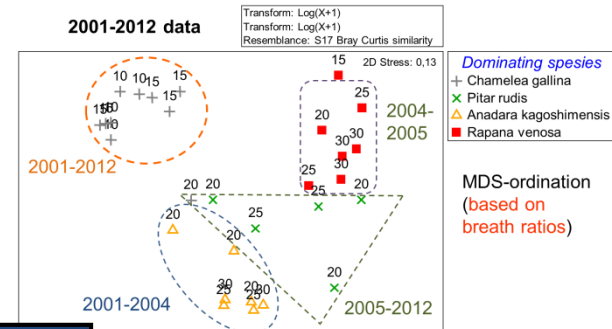 2001-2012 data
Transform: Log(X+1)
Transform: Log(X+1)
Resemblance: S17 Bray Curtis similarity
2D Stress: 0,13
Dominating spesies
Chamelea gallina
Pitar rudis
Anadara kagoshimensis
Rapana venosa
10 10 15 15
15
10
15
25
20
30
30
30
25
2004-
2005
2001-2012
MDS-ordination
(based on
breath ratios)
20 20 25 20
20
25
20
20
30 20 30
25 25
2001-2004
2005-2012